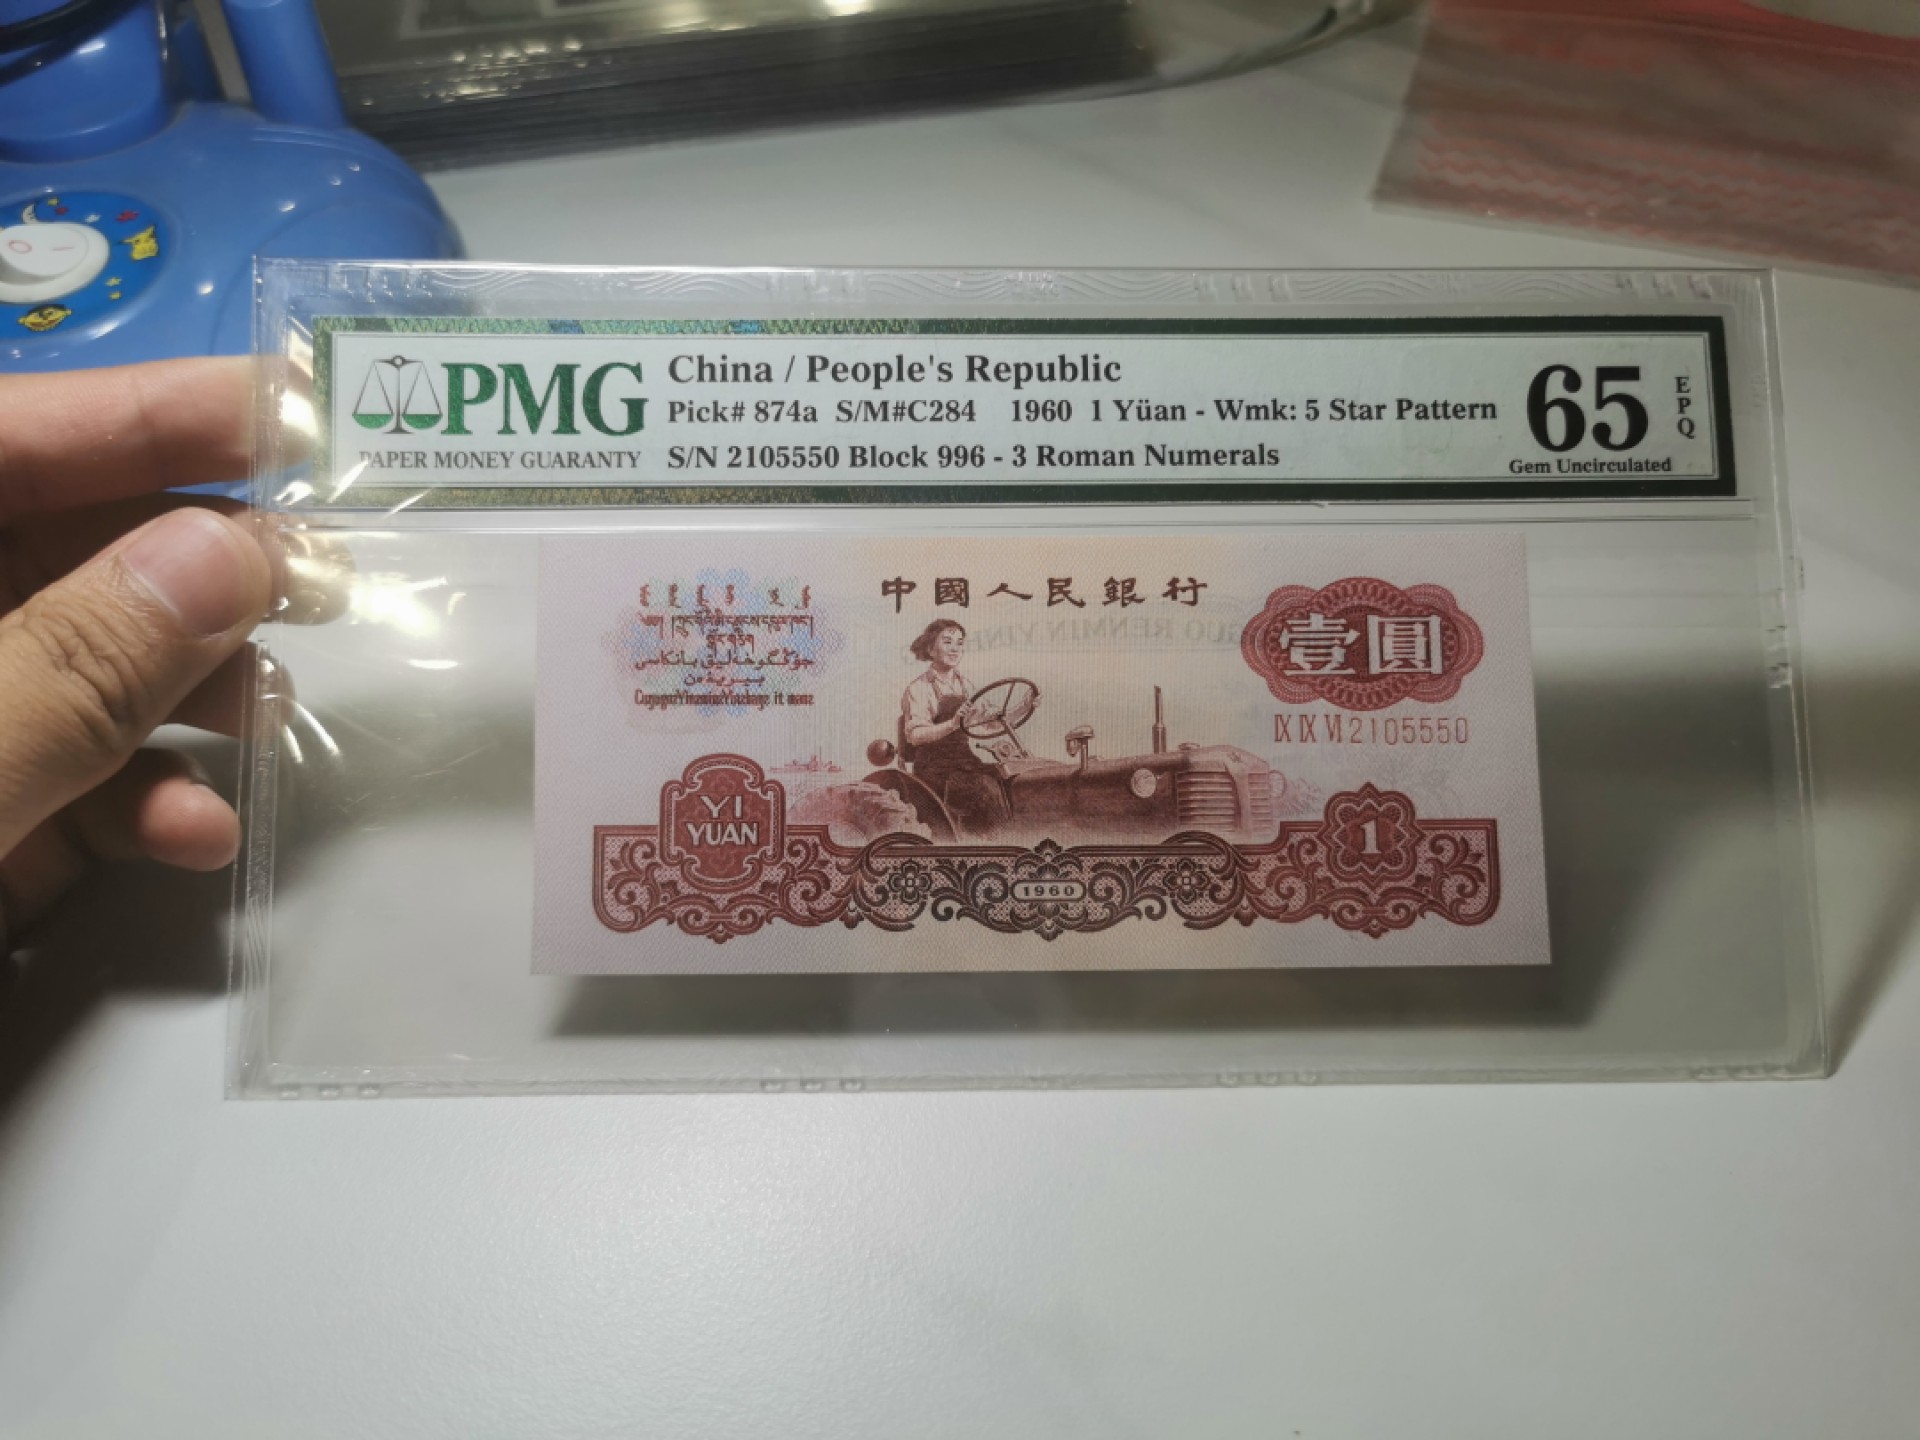 PMG
PAPER MONEY GUARANTY
China / People's Republic
Pick# 874a S/M#C284 1960 1 Yüan - Wmk: 5 Star Pattern
S/N 2105550 Block 996 - 3 Roman Numerals
65
EPQ
Gem Uncirculated
中國人民銀行
壹圓
IX IX VI 2105550
YI
YUAN
1960
1